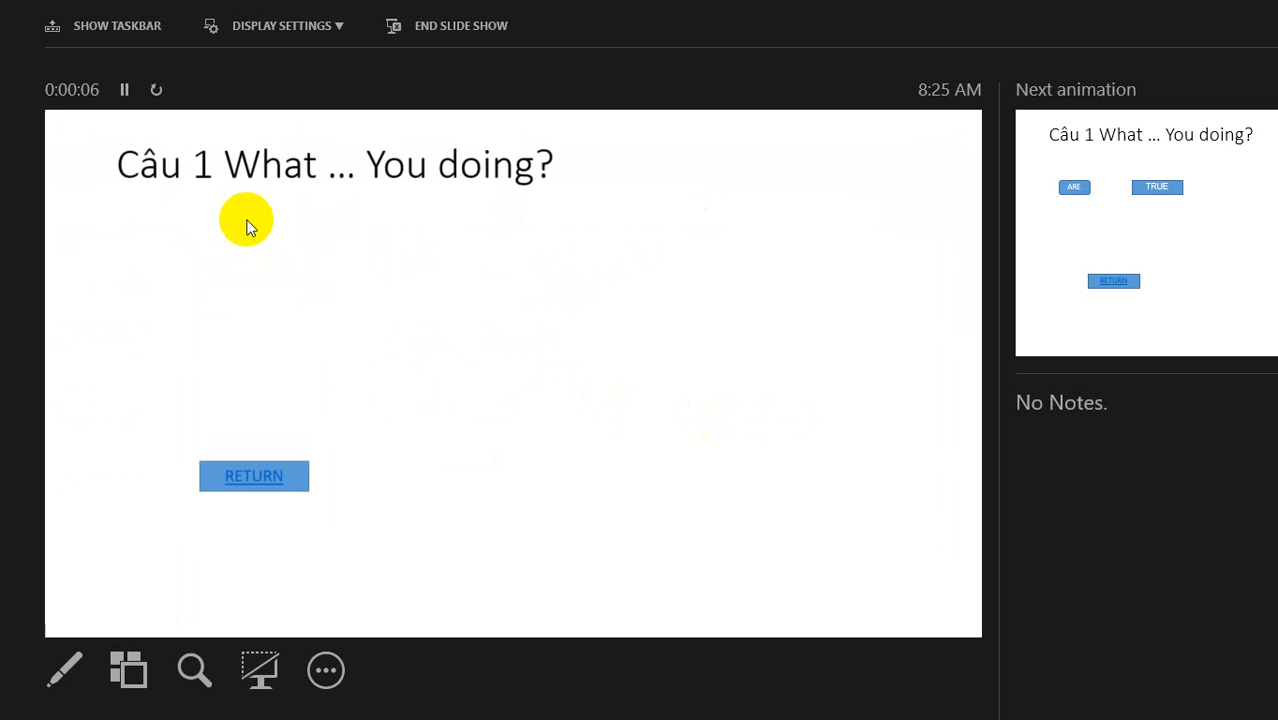 SHOW TASKBAR DISPLAY SETTINGS ▼ END SLIDE SHOW
0:00:06 8:25 AM
Câu 1 What ... You doing?
RETURN
Next animation
Câu 1 What ... You doing?
ARE TRUE
RETURN
No Notes.